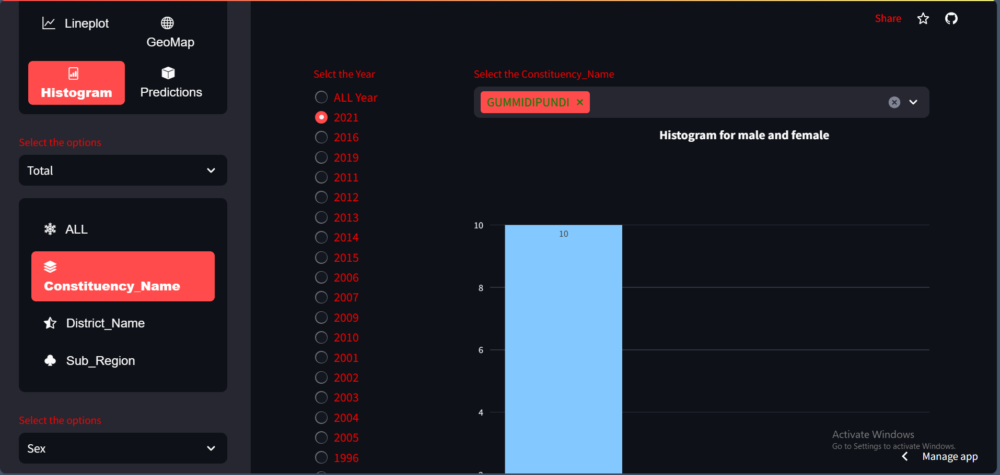 Lineplot
GeoMap
Histogram
Predictions
Select the options
Total
ALL
Constituency_Name
District_Name
Sub_Region
Select the options
Sex
Share
Selct the Year
ALL Year
2021
2016
2019
2011
2012
2013
2014
2015
2006
2007
2009
2010
2001
2002
2003
2004
2005
1996
Select the Constituency_Name
GUMMIDIPUNDI
Histogram for male and female
10
10
8
6
4
Activate Windows
Go to Settings to activate Windows.
Manage app